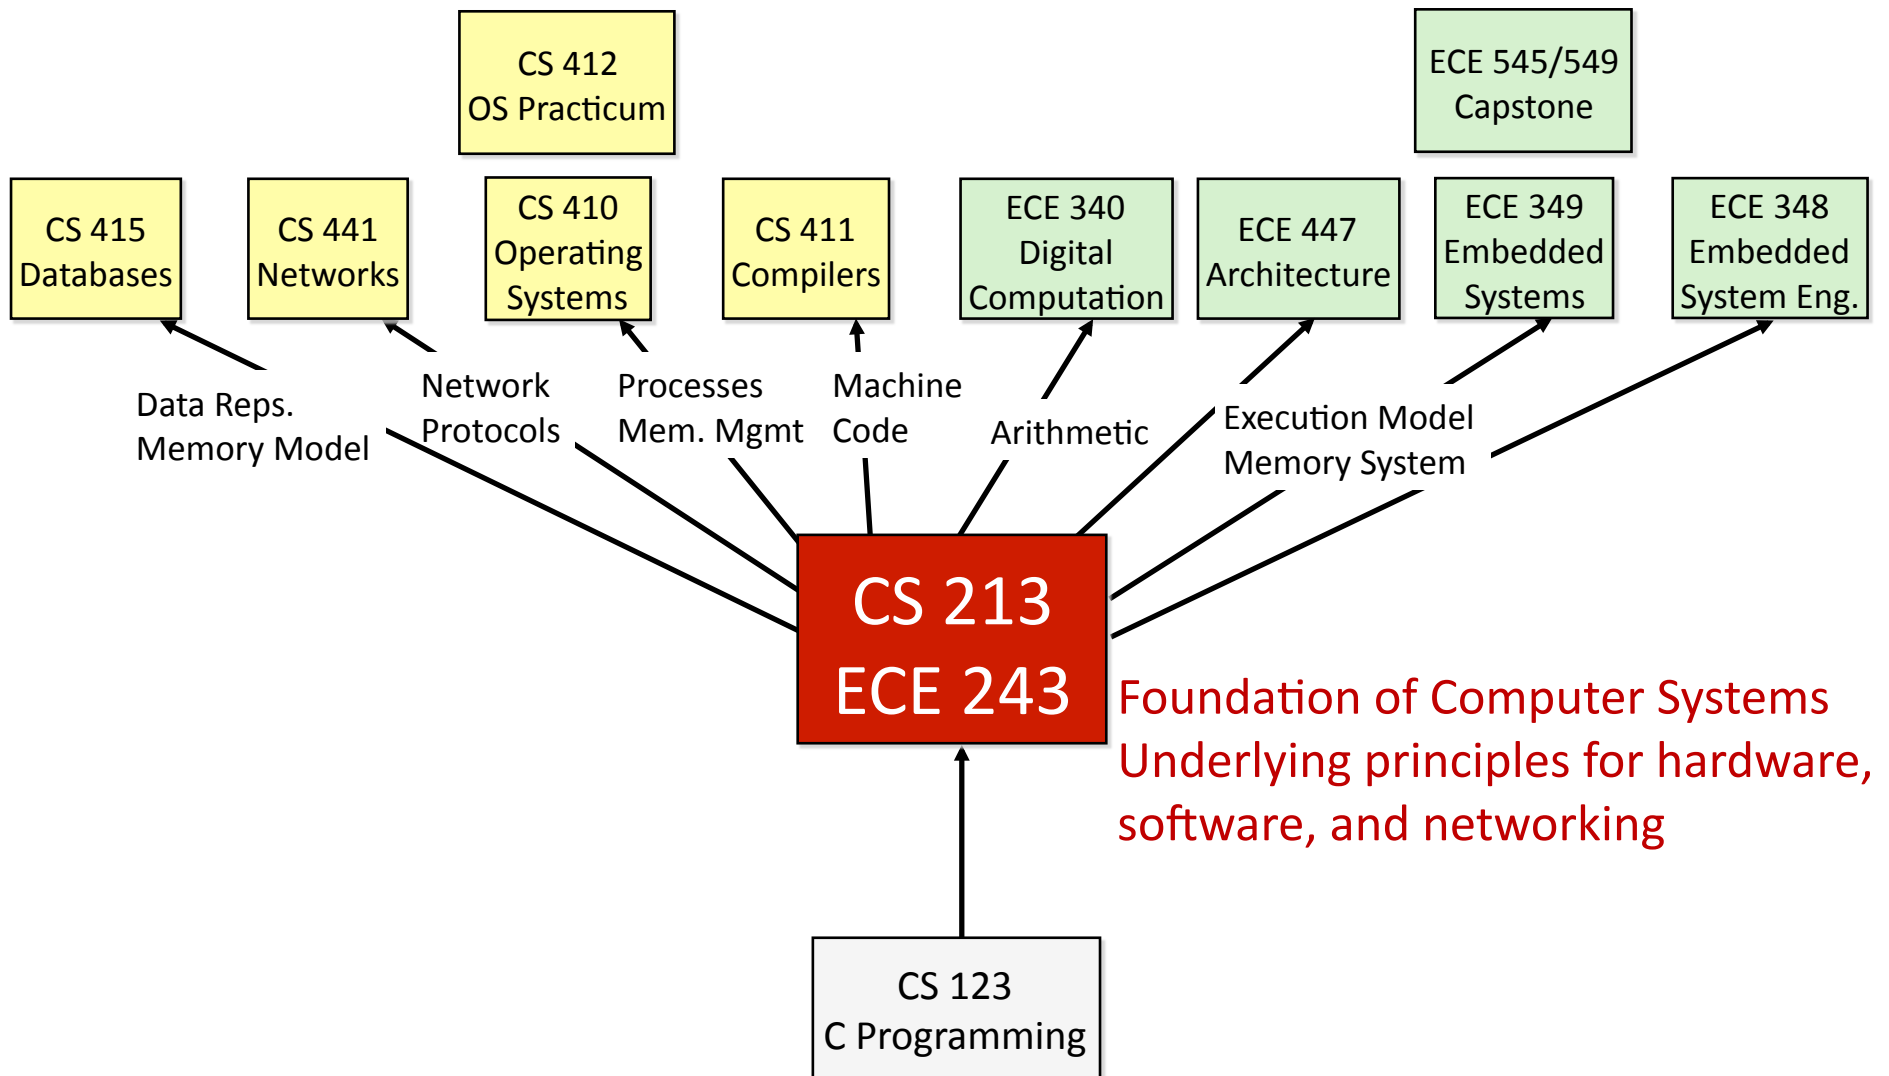 CS 412
OS Practicum
ECE 545/549
Capstone
CS 415
Databases
CS 441
Networks
CS 410
Operating
Systems
CS 411
Compilers
ECE 340
Digital
Computation
ECE 447
Architecture
ECE 349
Embedded
Systems
ECE 348
Embedded
System Eng.
Data Reps.
Memory Model
Network
Protocols
Processes
Mem. Mgmt
Machine
Code
Arithmetic
Execution Model
Memory System
CS 213
ECE 243
Foundation of Computer Systems
Underlying principles for hardware,
software, and networking
CS 123
C Programming